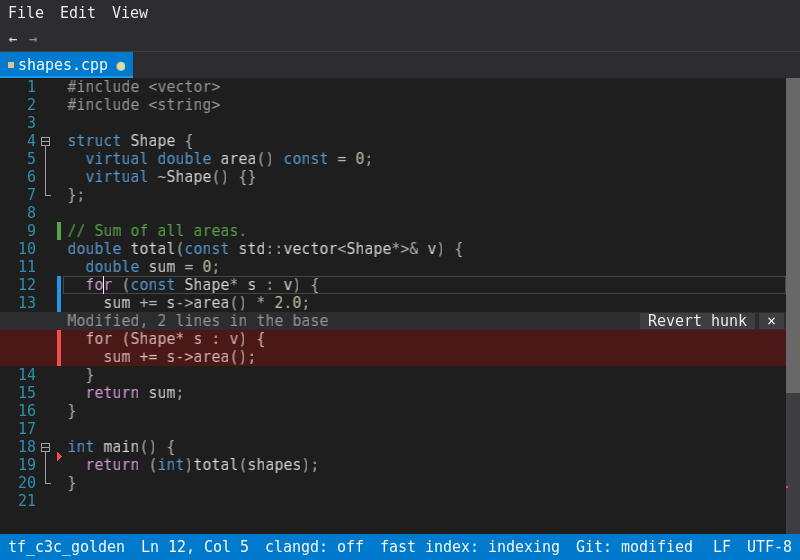 File Edit View
← →
shapes.cpp ●
1 #include <vector>
2 #include <string>
3
4 struct Shape {
5 virtual double area() const = 0;
6 virtual ~Shape() {}
7 };
8
9 // Sum of all areas.
10 double total(const std::vector<Shape*>& v) {
11 double sum = 0;
12 for (const Shape* s : v) {
13 sum += s->area() * 2.0;
Modified, 2 lines in the base Revert hunk ×
for (Shape* s : v) {
sum += s->area();
14 }
15 return sum;
16 }
17
18 int main() {
19 return (int)total(shapes);
20 }
21
tf_c3c_golden Ln 12, Col 5 clangd: off fast index: indexing Git: modified LF UTF-8